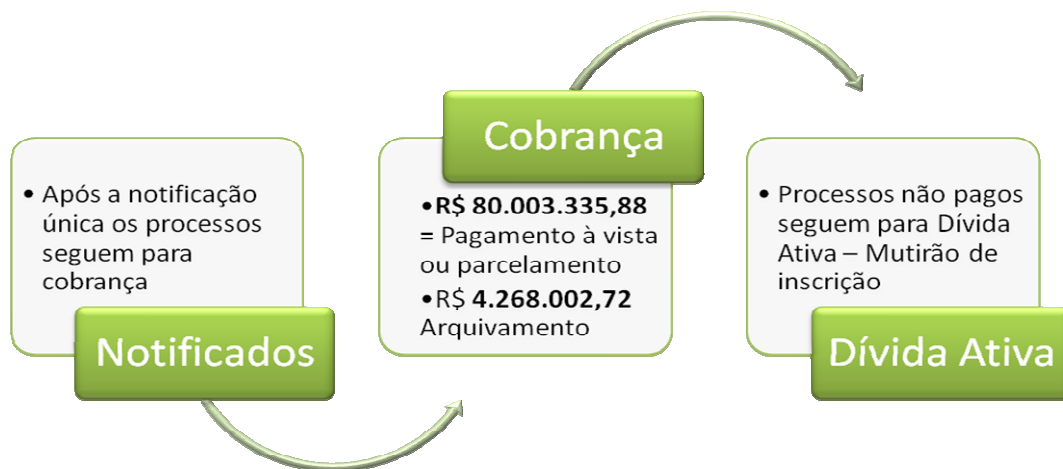 • Após a notificação
única os processos
seguem para
cobrança
Notificados
Cobrança
•R$ 80.003.335,88
= Pagamento à vista
ou parcelamento
•R$ 4.268.002,72
Arquivamento
• Processos não pagos
seguem para Dívida
Ativa – Mutirão de
inscrição
Dívida Ativa